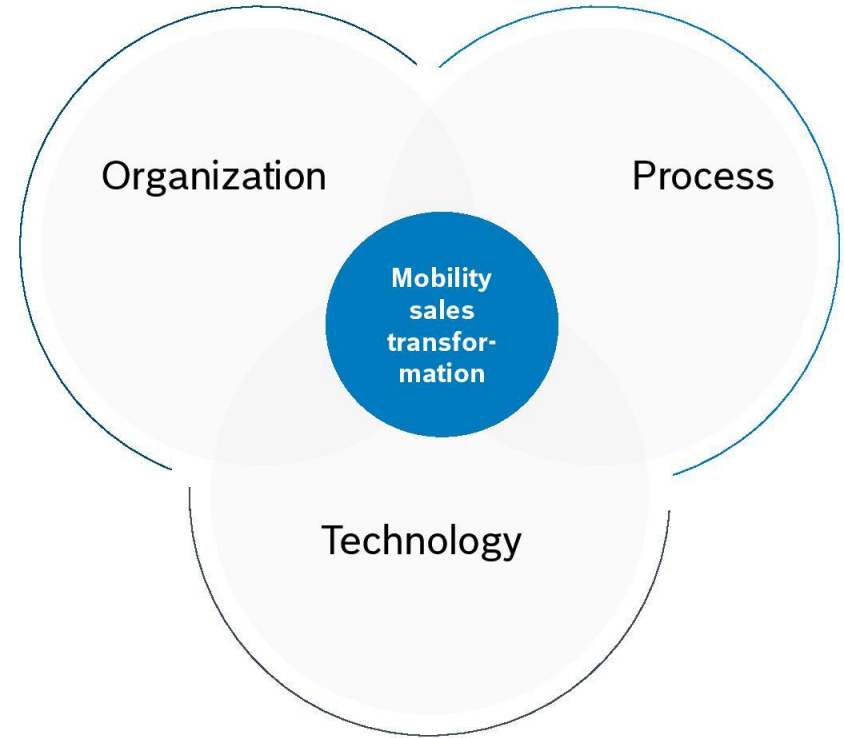 Organization
Process
Mobility
sales
transfor-
mation
Technology